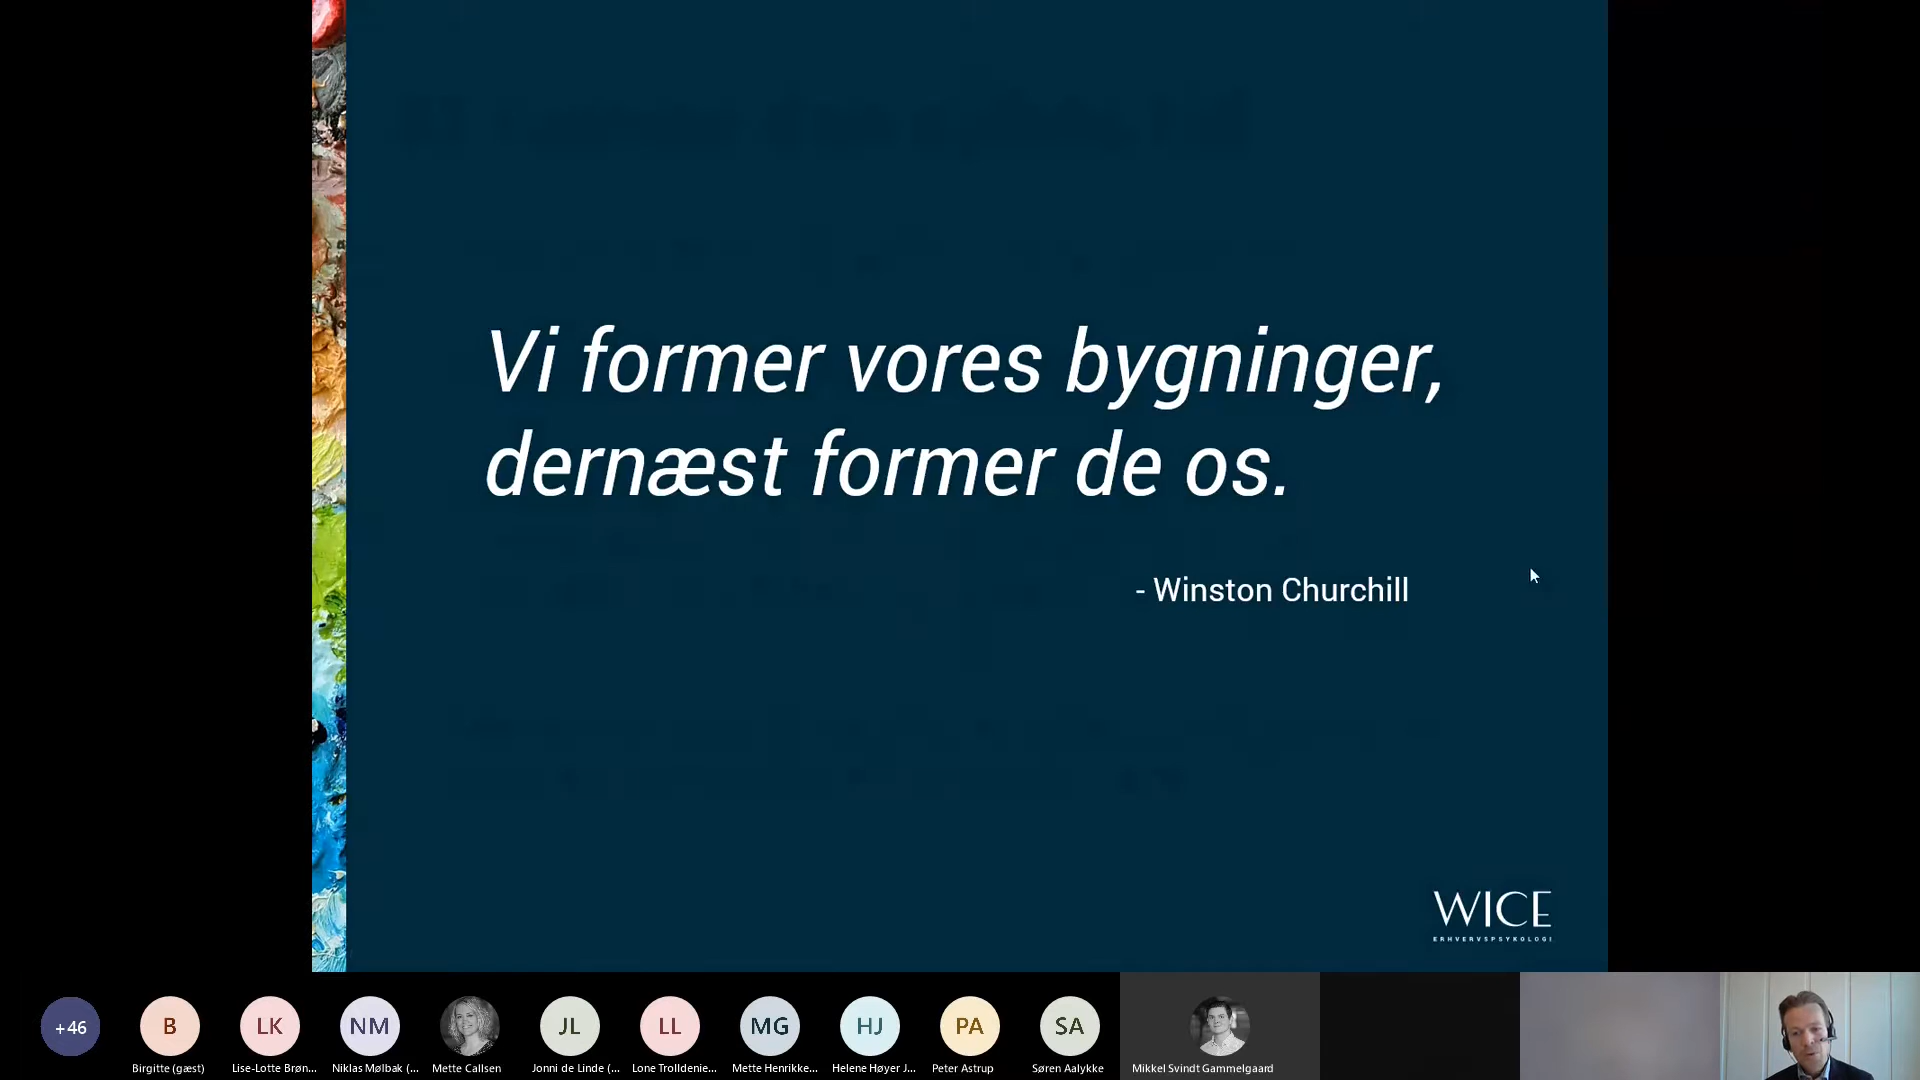 Vi former vores bygninger,
dernæst former de os.
- Winston Churchill
WICE
ERHVERVSPSYKOLOGI
+46
B
LK
NM
JL
LL
MG
HJ
PA
SA
Birgitte (gæst)
Lise-Lotte Brøn...
Niklas Mølbak (...
Mette Callsen
Jonni de Linde (...
Lone Trolldenie...
Mette Henrikke...
Helene Høyer J...
Peter Astrup
Søren Aalykke
Mikkel Svindt Gammelgaard